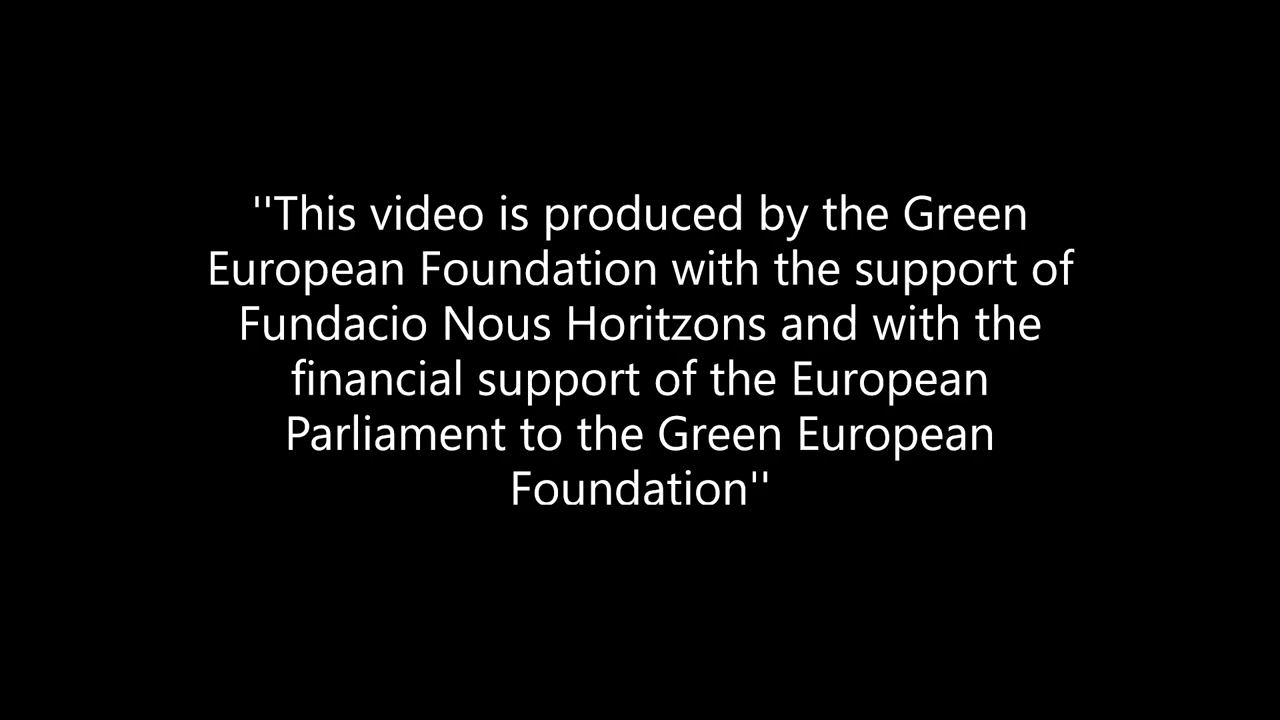 ''This video is produced by the Green
European Foundation with the support of
Fundacio Nous Horitzons and with the
financial support of the European
Parliament to the Green European
Foundation''